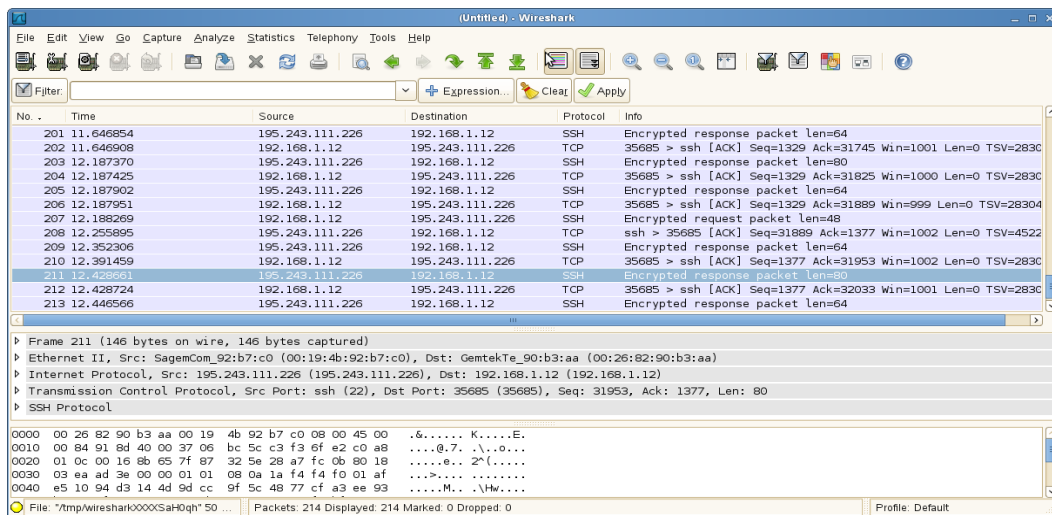 (Untitled) - Wireshark
File Edit View Go Capture Analyze Statistics Telephony Tools Help
Filter: Expression... Clear Apply
No. . Time Source Destination Protocol Info
201 11.646854 195.243.111.226 192.168.1.12 SSH Encrypted response packet len=64
202 11.646908 192.168.1.12 195.243.111.226 TCP 35685 > ssh [ACK] Seq=1329 Ack=31745 Win=1001 Len=0 TSV=2830
203 12.187370 195.243.111.226 192.168.1.12 SSH Encrypted response packet len=80
204 12.187425 192.168.1.12 195.243.111.226 TCP 35685 > ssh [ACK] Seq=1329 Ack=31825 Win=1000 Len=0 TSV=2830
205 12.187902 195.243.111.226 192.168.1.12 SSH Encrypted response packet len=64
206 12.187951 192.168.1.12 195.243.111.226 TCP 35685 > ssh [ACK] Seq=1329 Ack=31889 Win=999 Len=0 TSV=28304
207 12.188269 192.168.1.12 195.243.111.226 SSH Encrypted request packet len=48
208 12.255895 195.243.111.226 192.168.1.12 TCP ssh > 35685 [ACK] Seq=31889 Ack=1377 Win=1002 Len=0 TSV=4522
209 12.352306 195.243.111.226 192.168.1.12 SSH Encrypted response packet len=64
210 12.391459 192.168.1.12 195.243.111.226 TCP 35685 > ssh [ACK] Seq=1377 Ack=31953 Win=1002 Len=0 TSV=2830
211 12.428661 195.243.111.226 192.168.1.12 SSH Encrypted response packet len=80
212 12.428724 192.168.1.12 195.243.111.226 TCP 35685 > ssh [ACK] Seq=1377 Ack=32033 Win=1001 Len=0 TSV=2830
213 12.446566 195.243.111.226 192.168.1.12 SSH Encrypted response packet len=64
Frame 211 (146 bytes on wire, 146 bytes captured)
Ethernet II, Src: SagemCom_92:b7:c0 (00:19:4b:92:b7:c0), Dst: GemtekTe_90:b3:aa (00:26:82:90:b3:aa)
Internet Protocol, Src: 195.243.111.226 (195.243.111.226), Dst: 192.168.1.12 (192.168.1.12)
Transmission Control Protocol, Src Port: ssh (22), Dst Port: 35685 (35685), Seq: 31953, Ack: 1377, Len: 80
SSH Protocol
0000 00 26 82 90 b3 aa 00 19 4b 92 b7 c0 08 00 45 00 .&...... K.....E.
0010 00 84 91 8d 40 00 37 06 bc 5c c3 f3 6f e2 c0 a8 ....@.7. .\..o...
0020 01 0c 00 16 8b 65 7f 87 32 5e 28 a7 fc 0b 80 18 .....e.. 2^(.....
0030 03 ea ad 3e 00 00 01 01 08 0a 1a f4 f4 f0 01 af ...>.... ........
0040 e5 10 94 d3 14 4d 9d cc 9f 5c 48 77 cf a3 ee 93 .....M.. .\Hw....
File: "/tmp/wiresharkXXXXSaH0qh" 50 ... Packets: 214 Displayed: 214 Marked: 0 Dropped: 0 Profile: Default